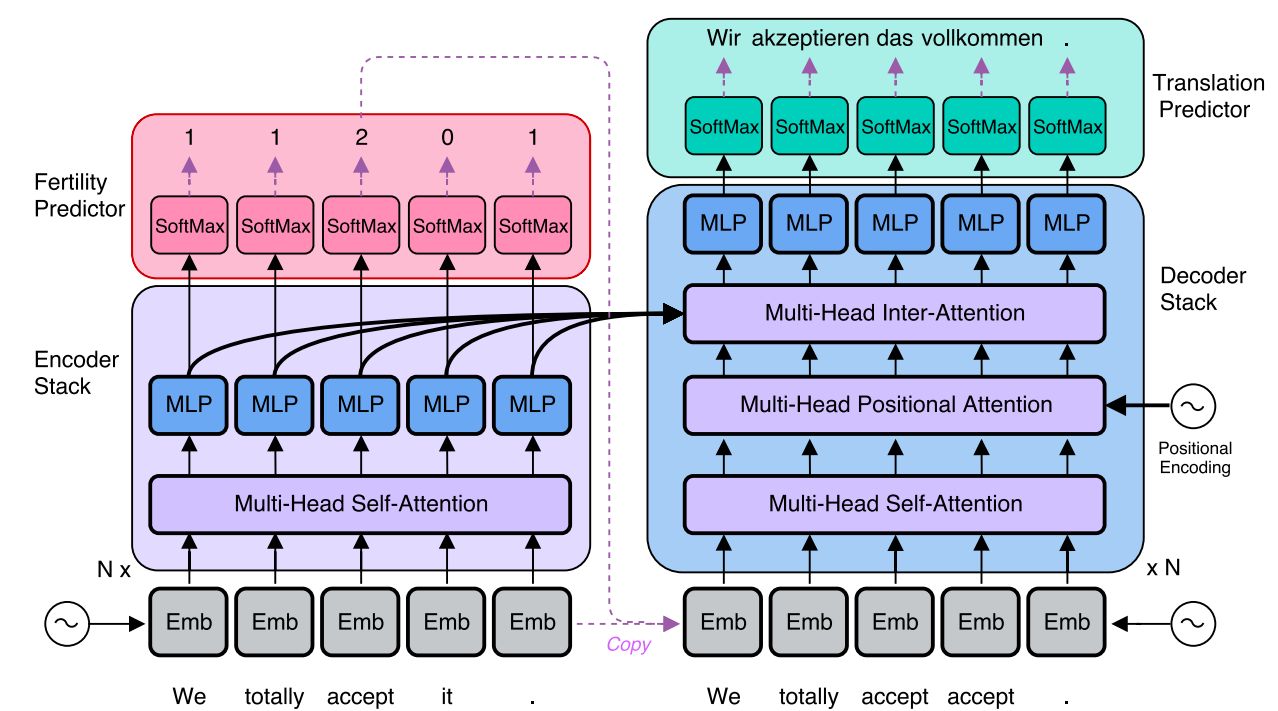 Wir akzeptieren das vollkommen .
SoftMax SoftMax SoftMax SoftMax SoftMax
Translation
Predictor
1 1 2 0 1
SoftMax SoftMax SoftMax SoftMax SoftMax
Fertility
Predictor
MLP MLP MLP MLP MLP
Multi-Head Inter-Attention
Decoder
Stack
Encoder
Stack
MLP MLP MLP MLP MLP
Multi-Head Positional Attention
Positional
Encoding
Multi-Head Self-Attention
Multi-Head Self-Attention
N x
x N
Emb Emb Emb Emb Emb
Copy
Emb Emb Emb Emb Emb
We totally accept it .
We totally accept accept .